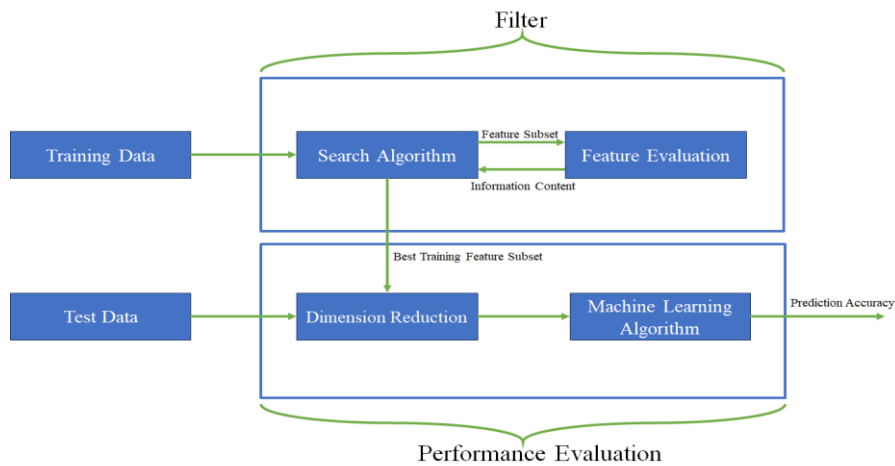 Filter
Training Data
Search Algorithm
Feature Subset
Information Content
Feature Evaluation
Best Training Feature Subset
Test Data
Dimension Reduction
Machine Learning
Algorithm
Prediction Accuracy
Performance Evaluation